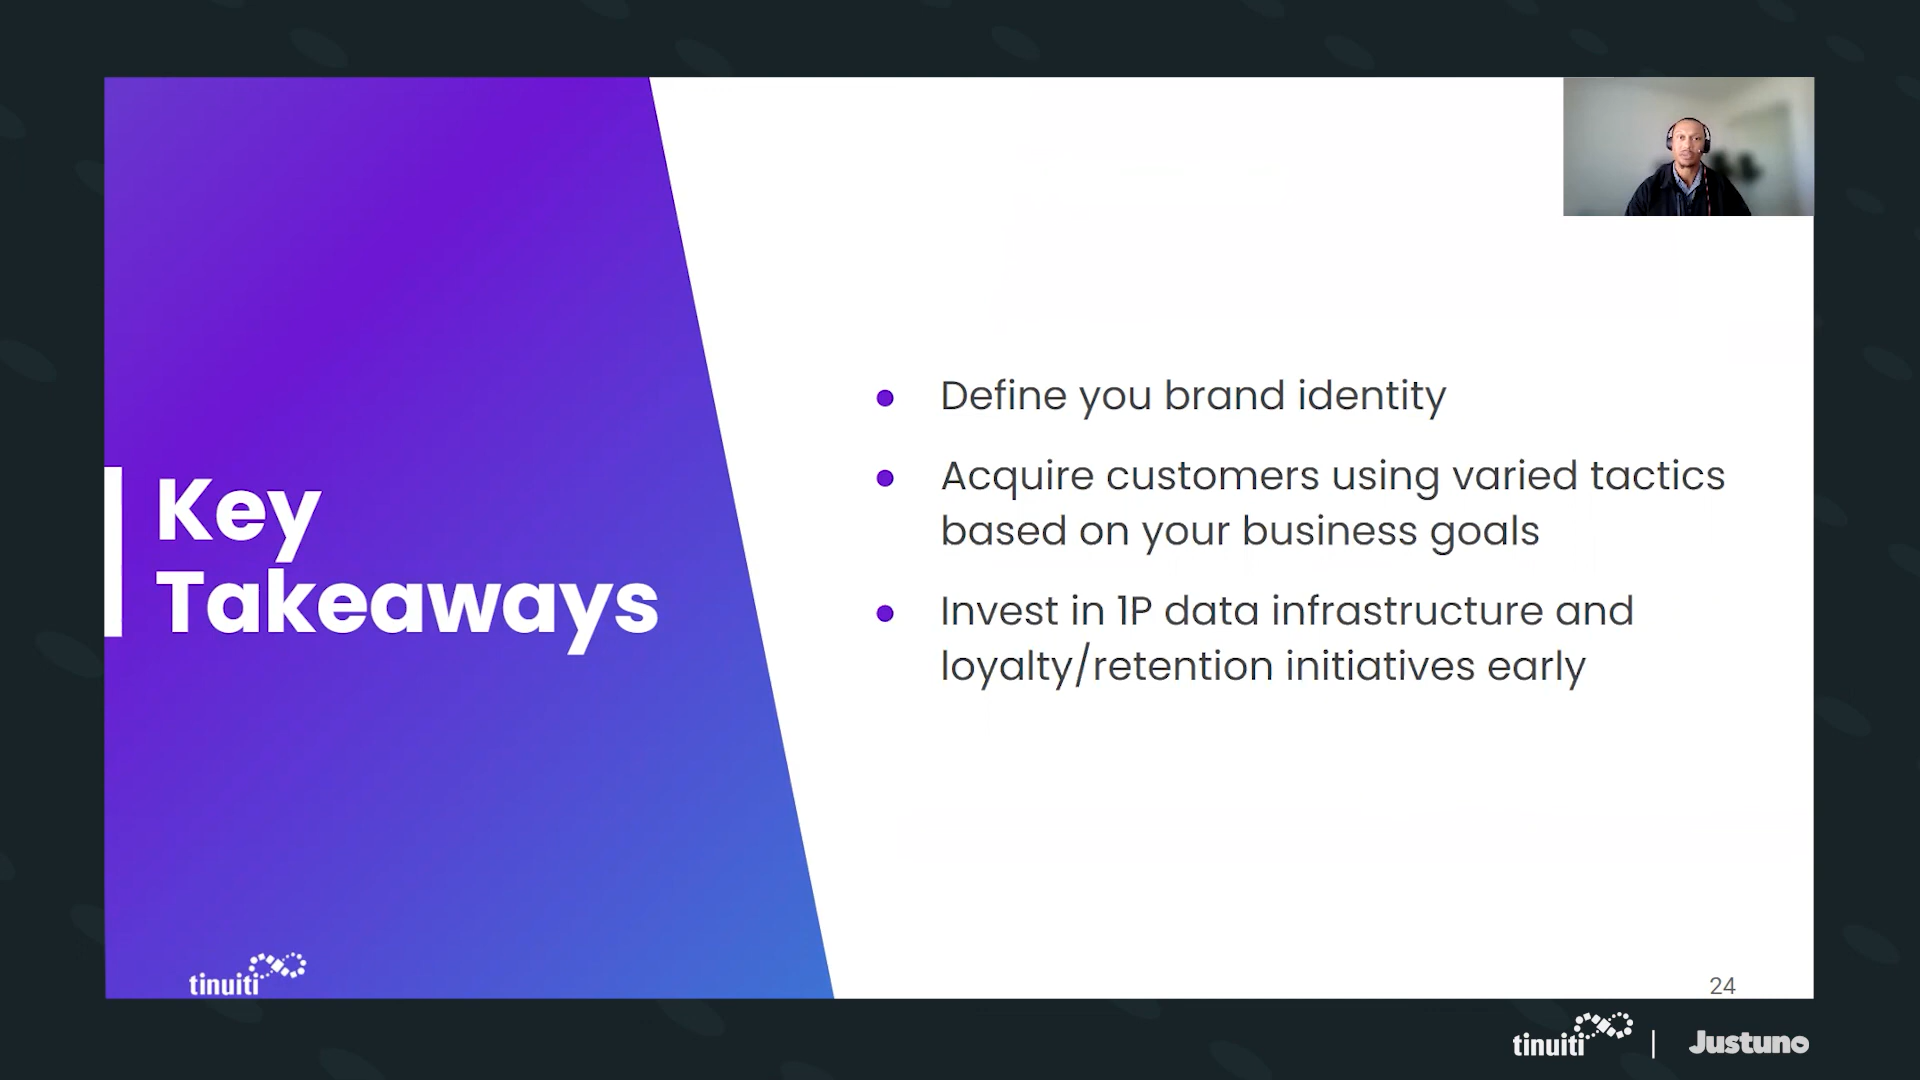 Key
Takeaways
Define you brand identity
Acquire customers using varied tactics
based on your business goals
Invest in 1P data infrastructure and
loyalty/retention initiatives early
tinuiti
24
tinuiti | Justuno